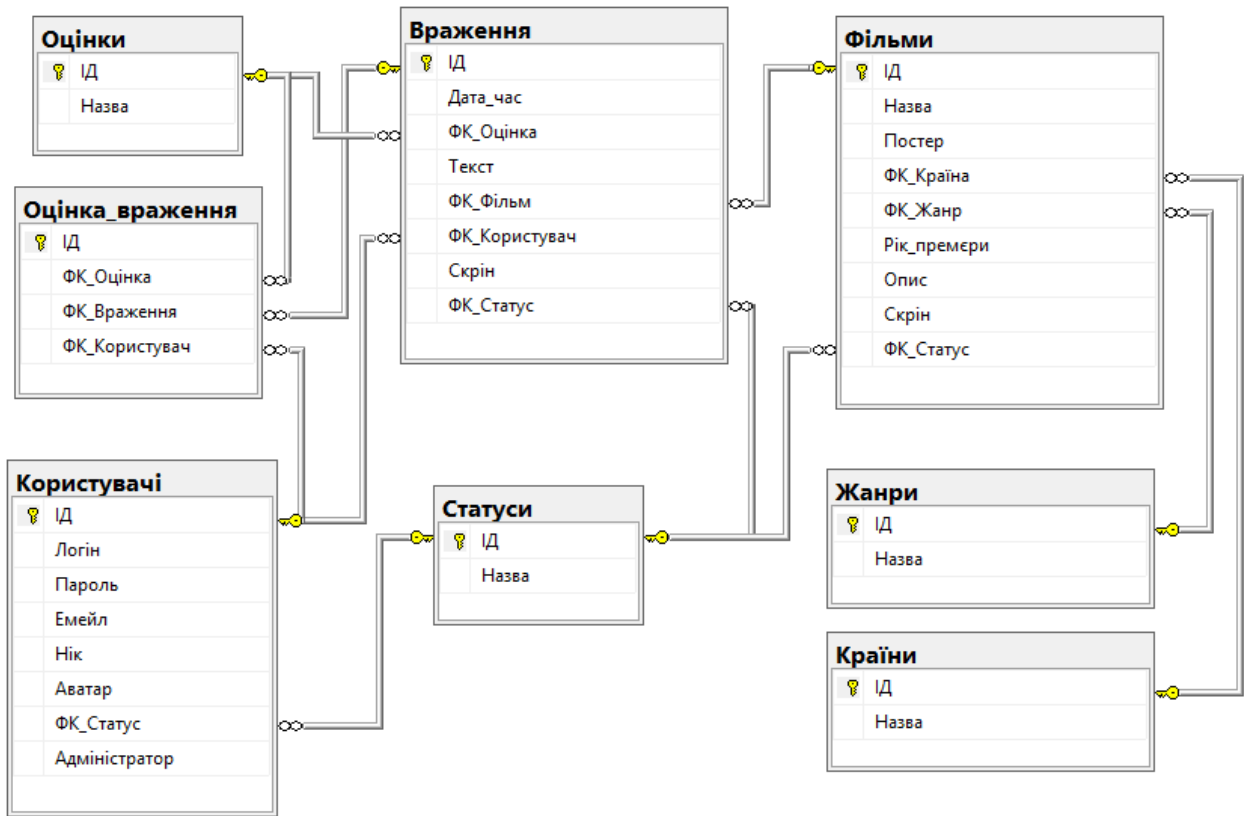 Оцінки
ІД
Назва
Оцінка_враження
ІД
ФК_Оцінка
ФК_Враження
ФК_Користувач
Користувачі
ІД
Логін
Пароль
Емейл
Нік
Аватар
ФК_Статус
Адміністратор
Враження
ІД
Дата_час
ФК_Оцінка
Текст
ФК_Фільм
ФК_Користувач
Скрін
ФК_Статус
Статуси
ІД
Назва
Фільми
ІД
Назва
Постер
ФК_Країна
ФК_Жанр
Рік_премєри
Опис
Скрін
ФК_Статус
Жанри
ІД
Назва
Країни
ІД
Назва